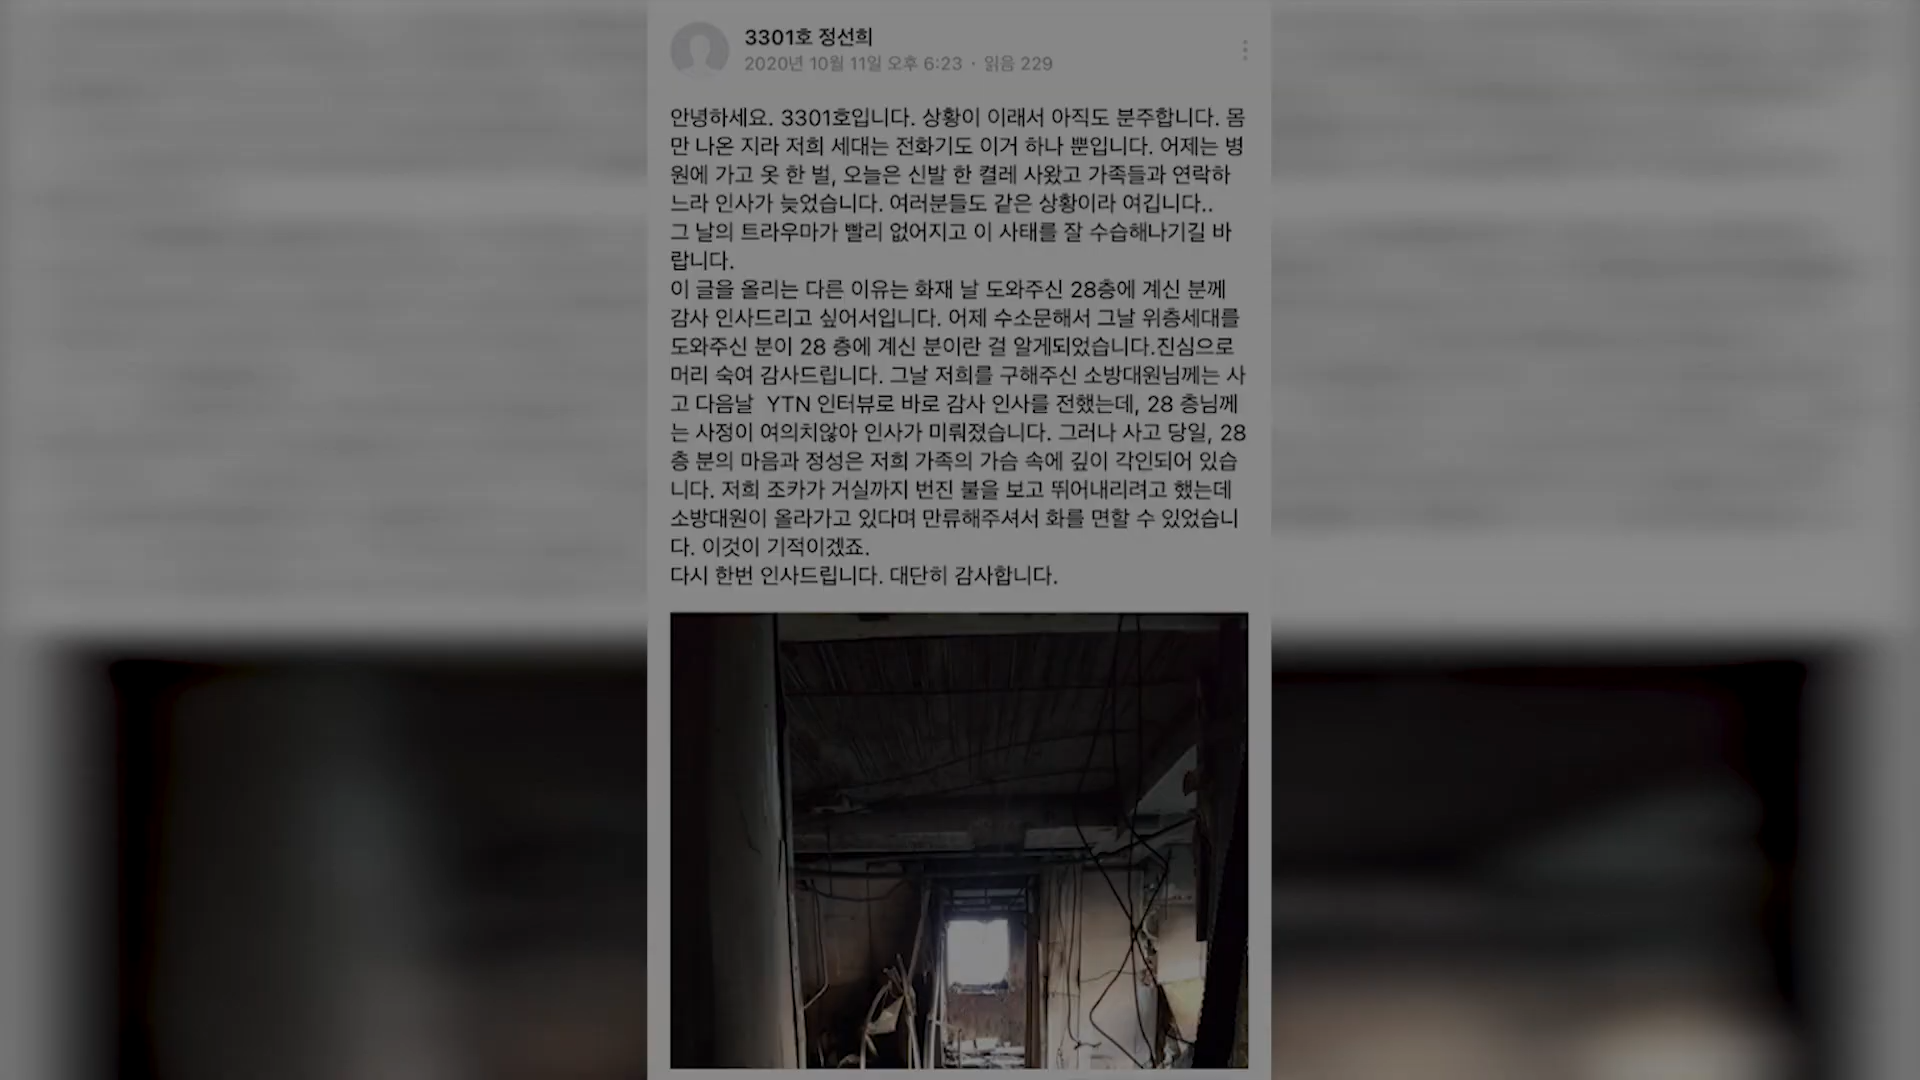 3301호 정선희
2020년 10월 11일 오후 6:23 · 읽음 229
안녕하세요. 3301호입니다. 상황이 이래서 아직도 분주합니다. 몸
만 나온 지라 저희 세대는 전화기도 이거 하나 뿐입니다. 어제는 병
원에 가고 옷 한 벌, 오늘은 신발 한 켤레 사왔고 가족들과 연락하
느라 인사가 늦었습니다. 여러분들도 같은 상황이라 여깁니다..
그 날의 트라우마가 빨리 없어지고 이 사태를 잘 수습해나기길 바
랍니다.
이 글을 올리는 다른 이유는 화재 날 도와주신 28층에 계신 분께
감사 인사드리고 싶어서입니다. 어제 수소문해서 그날 위층세대를
도와주신 분이 28 층에 계신 분이란 걸 알게되었습니다.진심으로
머리 숙여 감사드립니다. 그날 저희를 구해주신 소방대원님께는 사
고 다음날  YTN 인터뷰로 바로 감사 인사를 전했는데, 28 층님께
는 사정이 여의치않아 인사가 미뤄졌습니다. 그러나 사고 당일, 28
층 분의 마음과 정성은 저희 가족의 가슴 속에 깊이 각인되어 있습
니다. 저희 조카가 거실까지 번진 불을 보고 뛰어내리려고 했는데
소방대원이 올라가고 있다며 만류해주셔서 화를 면할 수 있었습니
다. 이것이 기적이겠죠.
다시 한번 인사드립니다. 대단히 감사합니다.